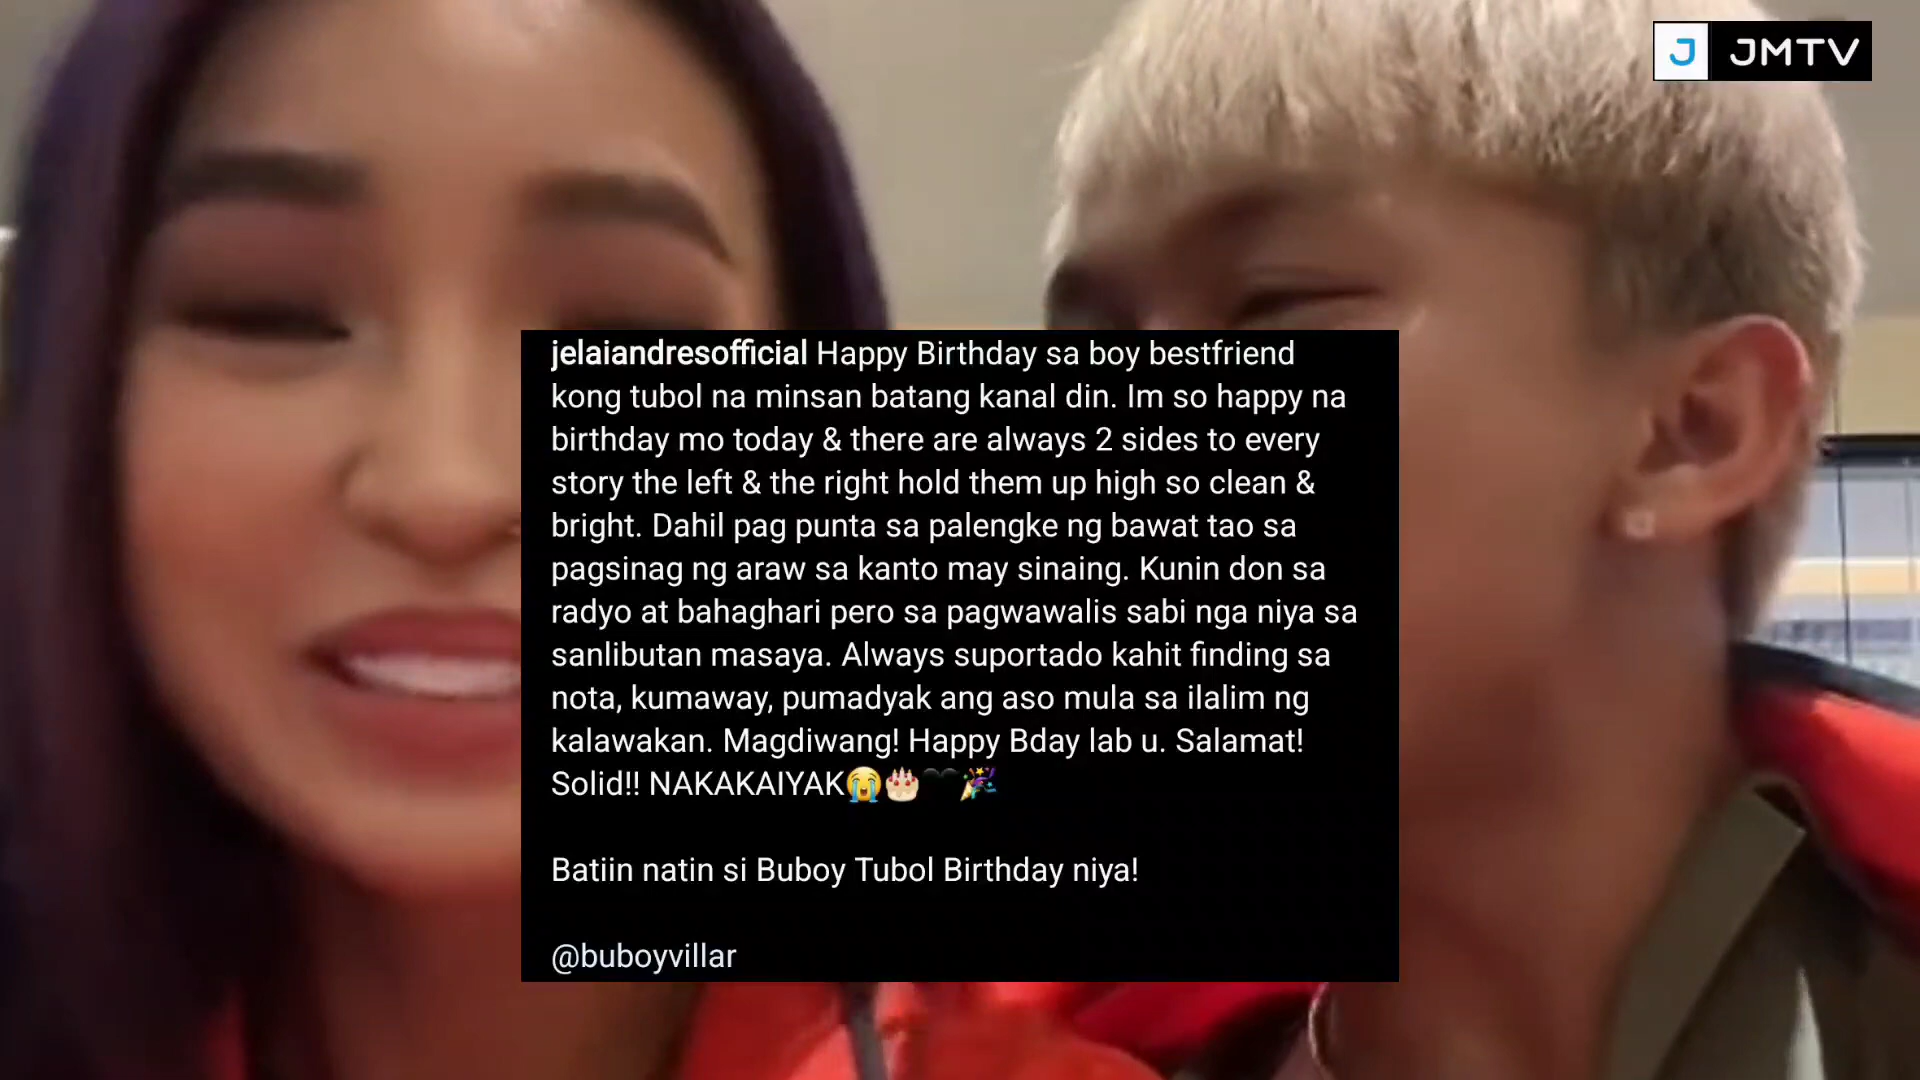 J JMTV
jelaiandresofficial Happy Birthday sa boy bestfriend
kong tubol na minsan batang kanal din. Im so happy na
birthday mo today & there are always 2 sides to every
story the left & the right hold them up high so clean &
bright. Dahil pag punta sa palengke ng bawat tao sa
pagsinag ng araw sa kanto may sinaing. Kunin don sa
radyo at bahaghari pero sa pagwawalis sabi nga niya sa
sanlibutan masaya. Always suportado kahit finding sa
nota, kumaway, pumadyak ang aso mula sa ilalim ng
kalawakan. Magdiwang! Happy Bday lab u. Salamat!
Solid!! NAKAKAIYAK😭🎂🖤🎉
Batiin natin si Buboy Tubol Birthday niya!
@buboyvillar